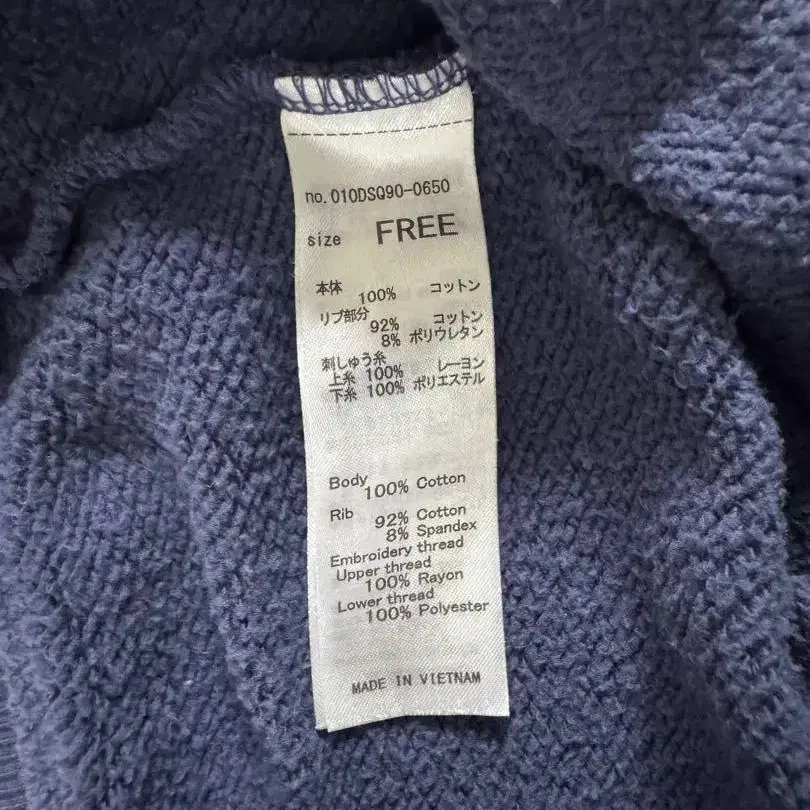 no.010DSQ90-0650
size FREE
本体
100% コットン
リブ部分
92% コットン
8% ポリウレタン
刺しゅう糸
上糸 100% レーヨン
下糸 100% ポリエステル
Body
100% Cotton
Rib
92% Cotton
8% Spandex
Embroidery thread
Upper thread
100% Rayon
Lower thread
100% Polyester
MADE IN VIETNAM